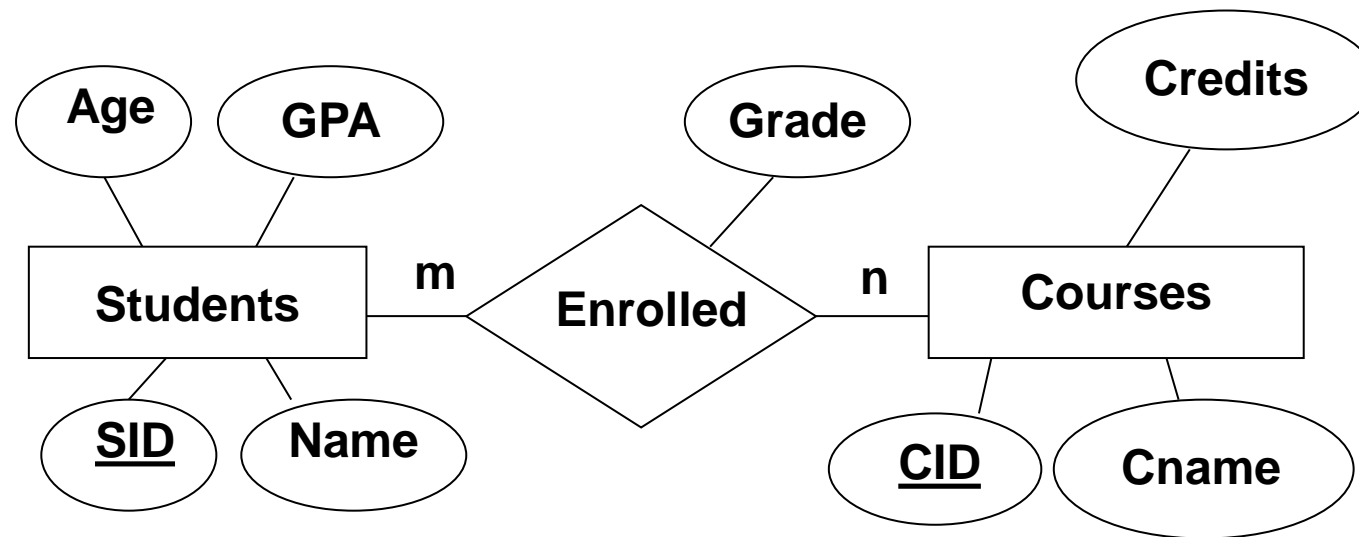 Credits
Age
GPA
Grade
m
n
Students
Enrolled
Courses
SID
Name
CID
Cname